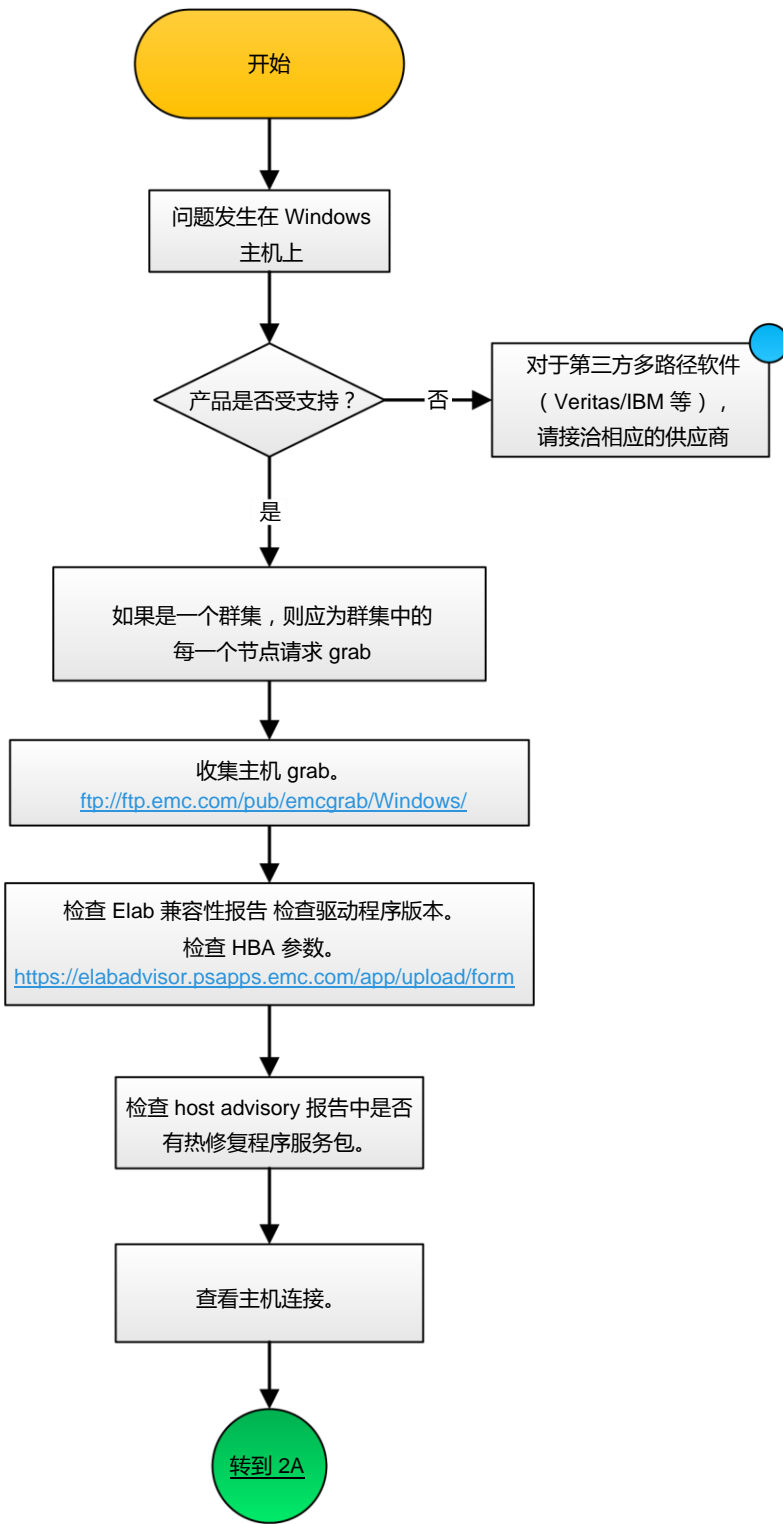 开始
问题发生在 Windows
主机上
产品是否受支持？
否
对于第三方多路径软件
（Veritas/IBM 等），
请接洽相应的供应商
是
如果是一个群集，则应为群集中的
每一个节点请求 grab
收集主机 grab。
ftp://ftp.emc.com/pub/emcgrab/Windows/
检查 Elab 兼容性报告 检查驱动程序版本。
检查 HBA 参数。
https://elabadvisor.psapps.emc.com/app/upload/form
检查 host advisory 报告中是否
有热修复程序服务包。
查看主机连接。
转到 2A